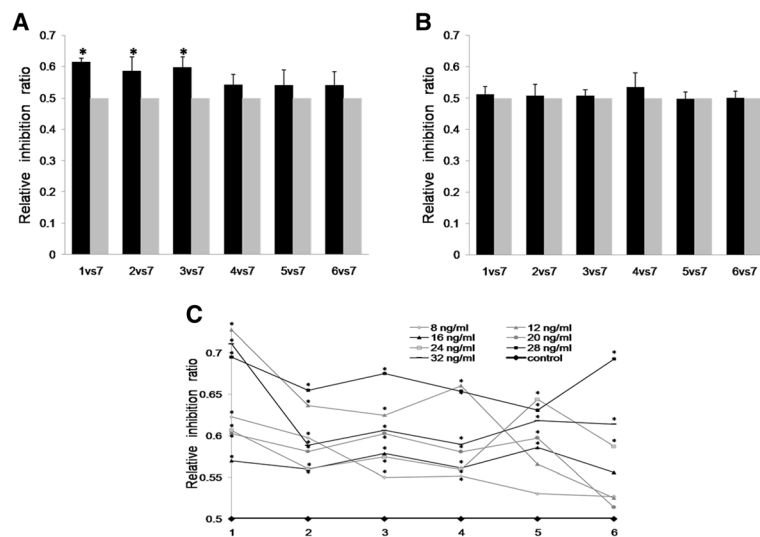 A
Relative inhibition ratio
0.7
0.6
0.5
0.4
0.3
0.2
0.1
0
* * *
1vs7 2vs7 3vs7 4vs7 5vs7 6vs7
B
Relative inhibition ratio
0.7
0.6
0.5
0.4
0.3
0.2
0.1
0
1vs7 2vs7 3vs7 4vs7 5vs7 6vs7
C
Relative inhibition ratio
0.7
0.65
0.6
0.55
0.5
8 ng/ml 12 ng/ml
16 ng/ml 20 ng/ml
24 ng/ml 28 ng/ml
32 ng/ml control
1 2 3 4 5 6